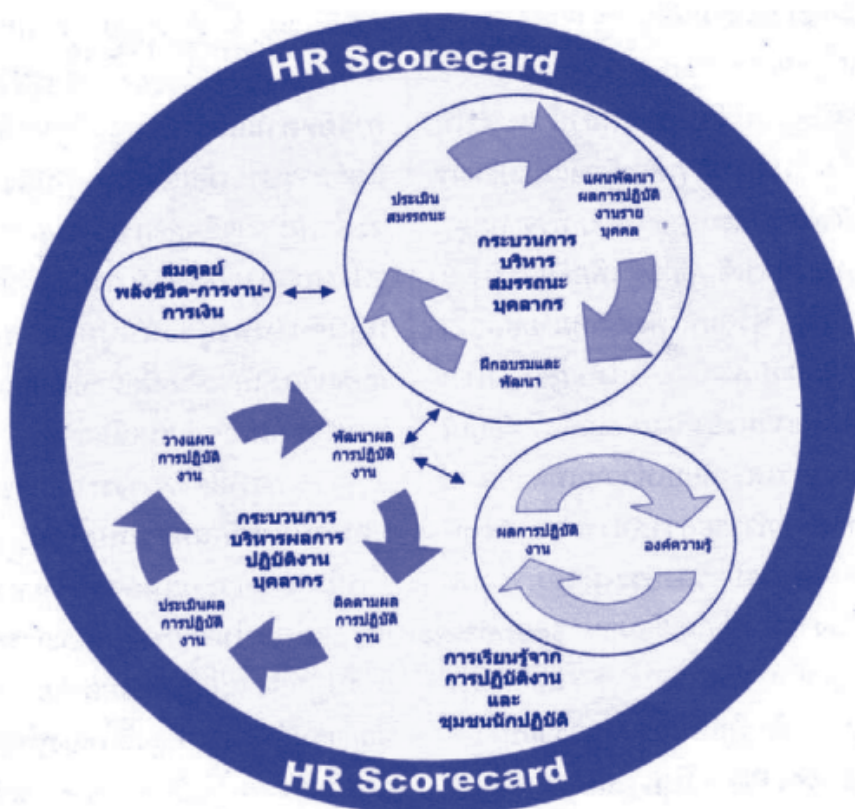 HR Scorecard
ประเมิน
สมรรถนะ
แผนพัฒนา
ผลการปฏิบัติ
งานราย
บุคคล
กระบวนการ
บริหาร
สมรรถนะ
บุคลากร
ฝึกอบรมและ
พัฒนา
สมดุลย์
พลังชีวิต-การงาน-
การเงิน
วางแผน
การปฏิบัติ
งาน
พัฒนาผล
การปฏิบัติ
งาน
กระบวนการ
บริหารผลการ
ปฏิบัติงาน
บุคลากร
ประเมินผล
การปฏิบัติ
งาน
ติดตามผล
การปฏิบัติ
งาน
ผลการปฏิบัติ
งาน
องค์ความรู้
การเรียนรู้จาก
การปฏิบัติงาน
และ
ชุมชนนักปฏิบัติ
HR Scorecard